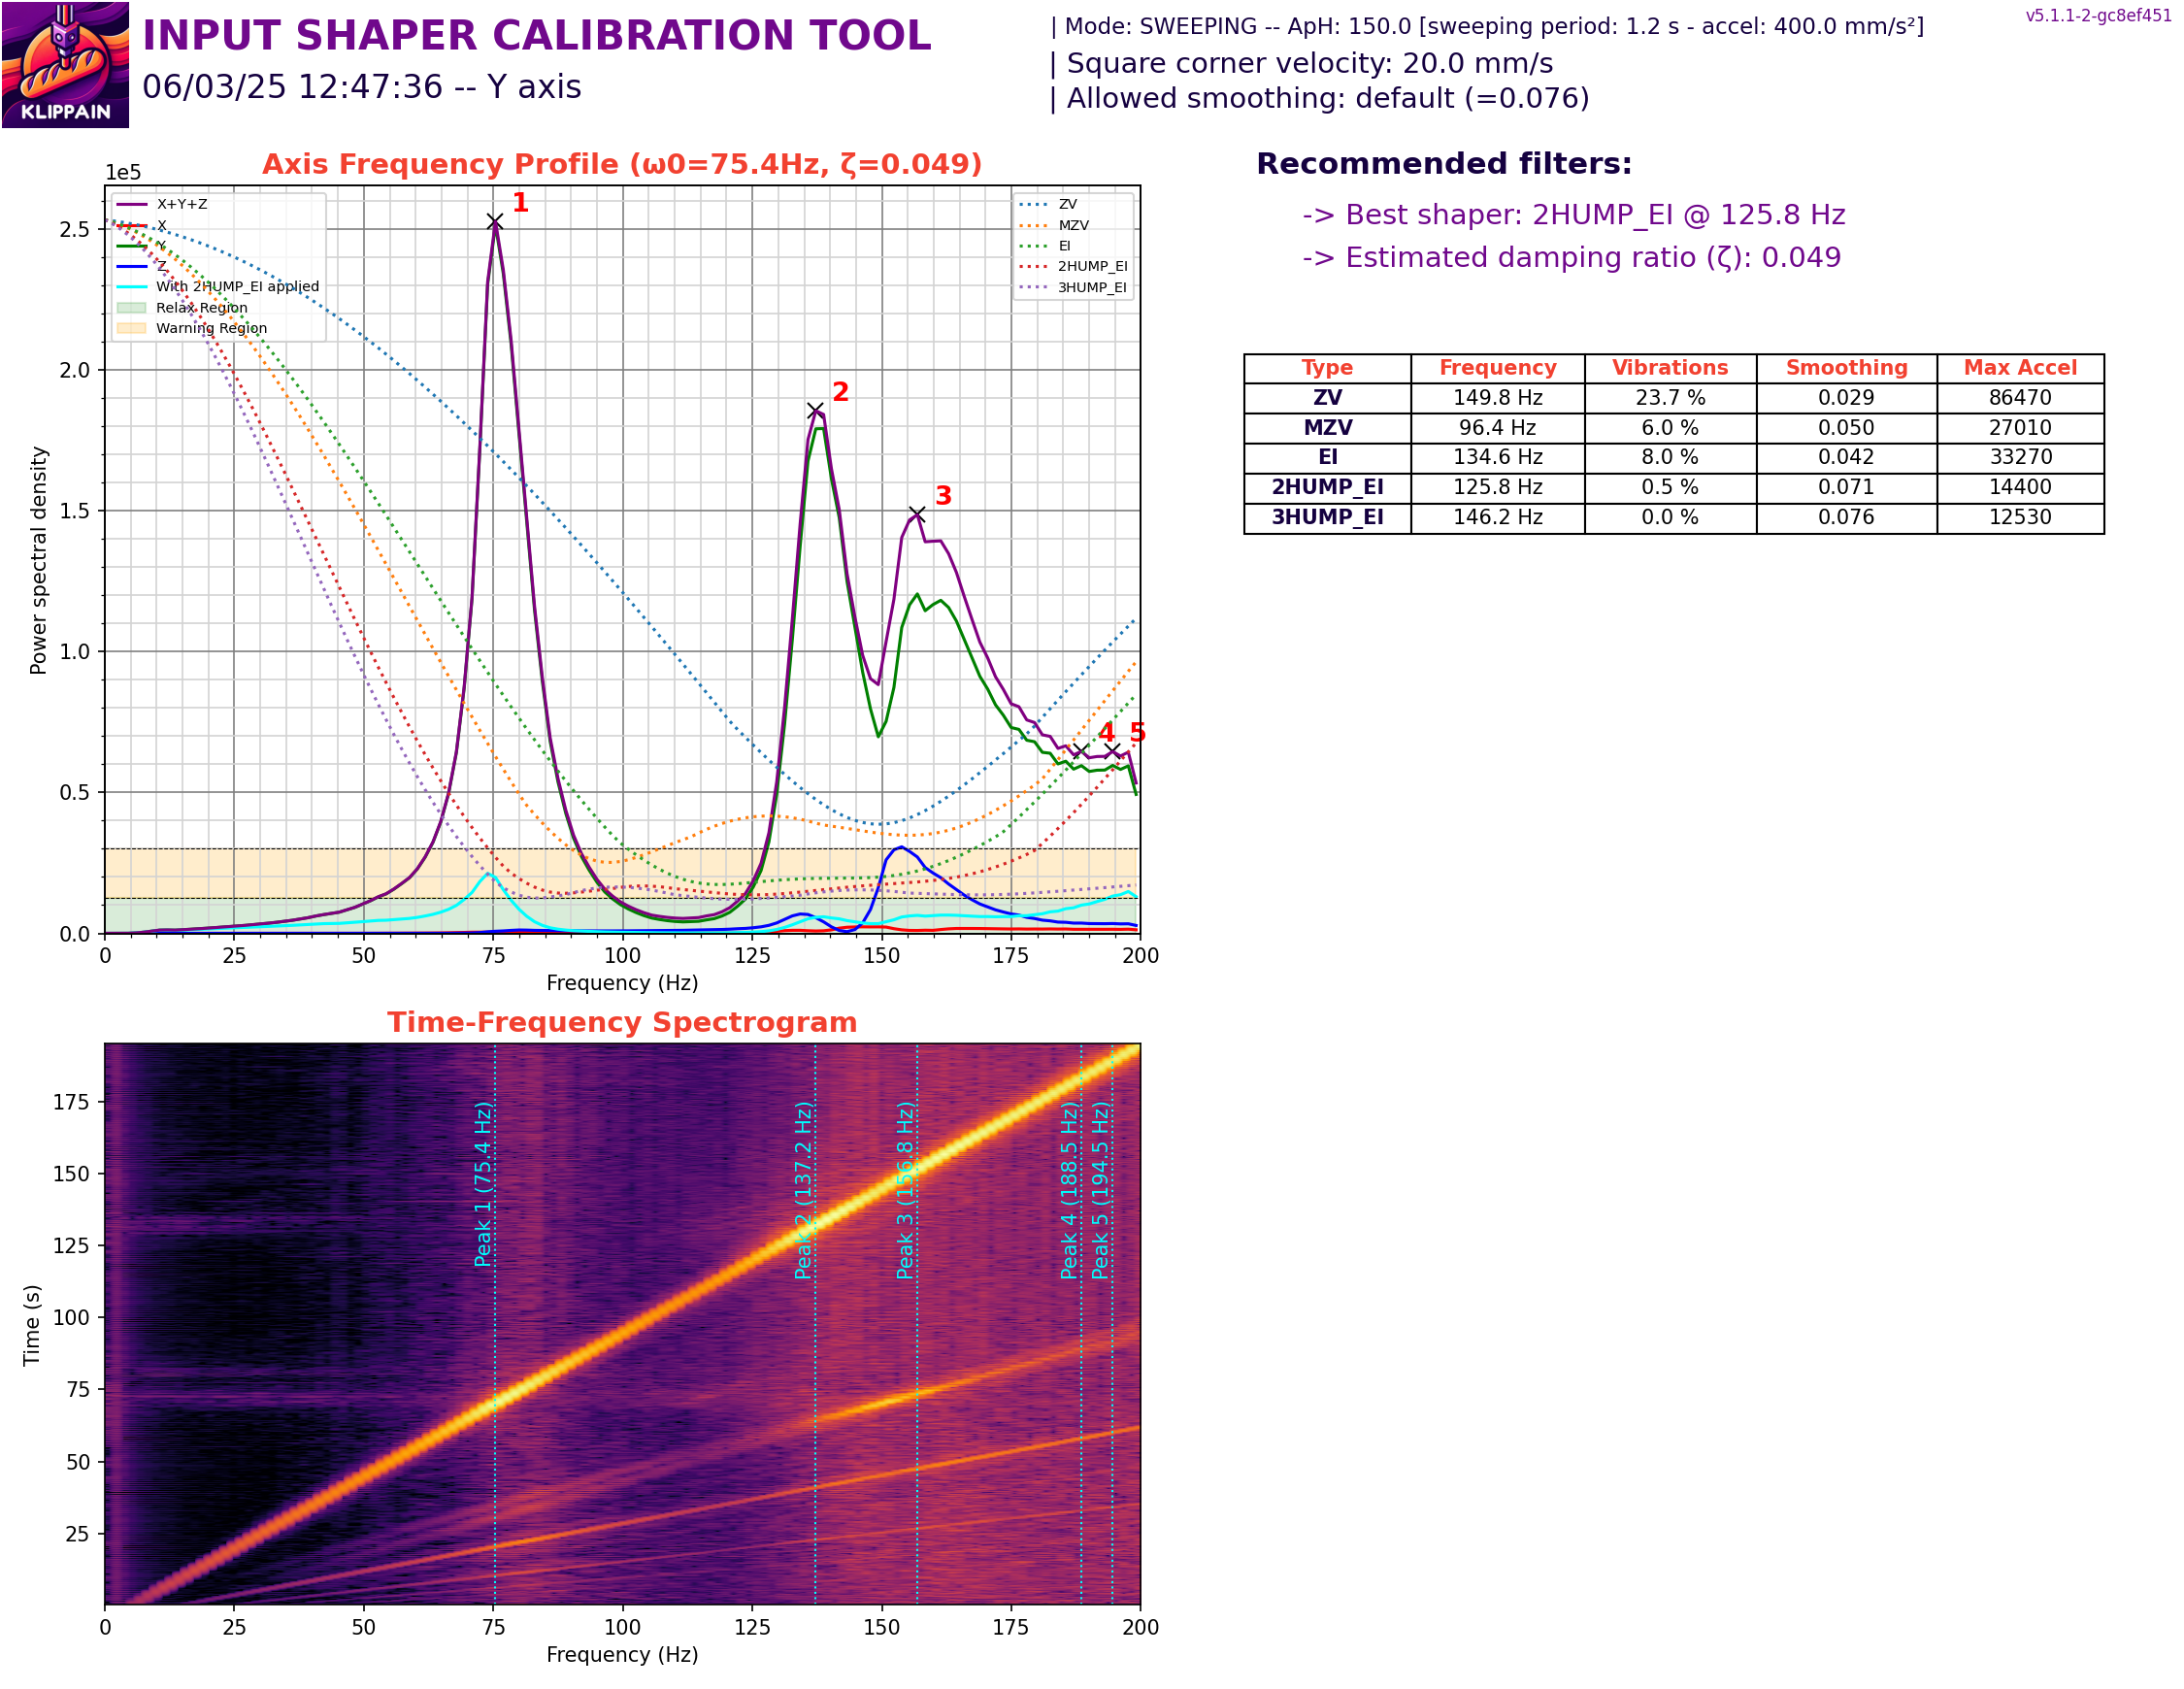 KLIPPAIN
INPUT SHAPER CALIBRATION TOOL
06/03/25 12:47:36 -- Y axis
| Mode: SWEEPING -- ApH: 150.0 [sweeping period: 1.2 s - accel: 400.0 mm/s²]
| Square corner velocity: 20.0 mm/s
| Allowed smoothing: default (=0.076)
v5.1.1-2-gc8ef451
Axis Frequency Profile (ω0=75.4Hz, ζ=0.049)
1e5
X+Y+Z
X
Y
Z
With 2HUMP_EI applied
Relax Region
Warning Region
ZV
MZV
EI
2HUMP_EI
3HUMP_EI
1
2
3
4
5
Power spectral density
2.5
2.0
1.5
1.0
0.5
0.0
0 25 50 75 100 125 150 175 200
Frequency (Hz)
Recommended filters:
-> Best shaper: 2HUMP_EI @ 125.8 Hz
-> Estimated damping ratio (ζ): 0.049
Type Frequency Vibrations Smoothing Max Accel
ZV 149.8 Hz 23.7 % 0.029 86470
MZV 96.4 Hz 6.0 % 0.050 27010
EI 134.6 Hz 8.0 % 0.042 33270
2HUMP_EI 125.8 Hz 0.5 % 0.071 14400
3HUMP_EI 146.2 Hz 0.0 % 0.076 12530
Time-Frequency Spectrogram
Time (s)
175
150
125
100
75
50
25
Peak 1 (75.4 Hz)
Peak 2 (137.2 Hz)
Peak 3 (156.8 Hz)
Peak 4 (188.5 Hz)
Peak 5 (194.5 Hz)
0 25 50 75 100 125 150 175 200
Frequency (Hz)